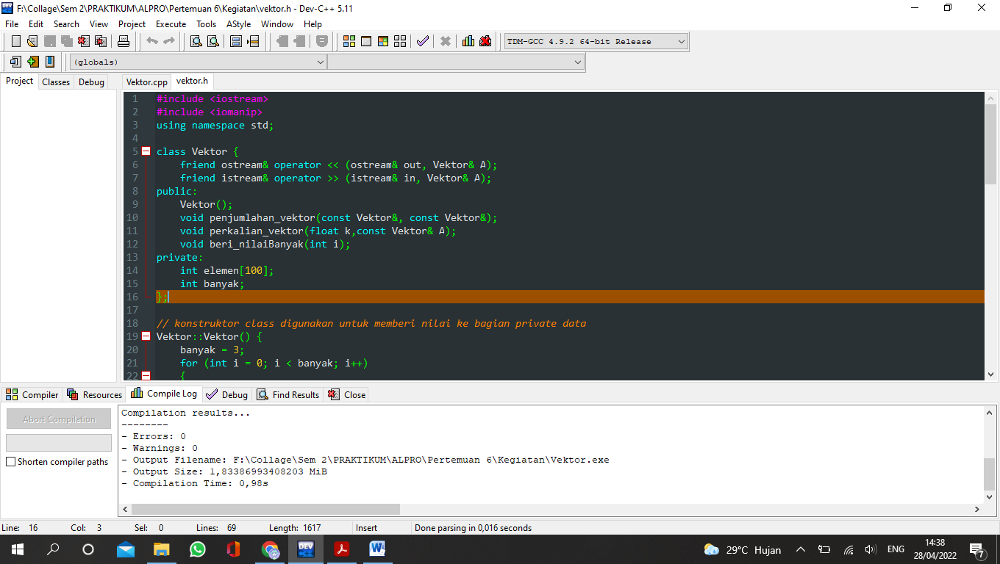 F:\Collage\Sem 2\PRAKTIKUM\ALPRO\Pertemuan 6\Kegiatan\vektor.h - Dev-C++ 5.11
File Edit Search View Project Execute Tools AStyle Window Help
TDM-GCC 4.9.2 64-bit Release
(globals)
Project Classes Debug Vektor.cpp vektor.h
1 #include <iostream>
2 #include <iomanip>
3 using namespace std;
4
5 class Vektor {
6 friend ostream& operator << (ostream& out, Vektor& A);
7 friend istream& operator >> (istream& in, Vektor& A);
8 public:
9 Vektor();
10 void penjumlahan_vektor(const Vektor&, const Vektor&);
11 void perkalian_vektor(float k,const Vektor& A);
12 void beri_nilaiBanyak(int i);
13 private:
14 int elemen[100];
15 int banyak;
16 };
17
18 // konstruktor class digunakan untuk memberi nilai ke bagian private data
19 Vektor::Vektor() {
20 banyak = 3;
21 for (int i = 0; i < banyak; i++)
22 {
Compiler Resources Compile Log Debug Find Results Close
Abort Compilation
Shorten compiler paths
Compilation results...
--------
- Errors: 0
- Warnings: 0
- Output Filename: F:\Collage\Sem 2\PRAKTIKUM\ALPRO\Pertemuan 6\Kegiatan\Vektor.exe
- Output Size: 1,83386993408203 MiB
- Compilation Time: 0,98s
Line: 16 Col: 3 Sel: 0 Lines: 69 Length: 1617 Insert Done parsing in 0,016 seconds
29°C Hujan ENG 14:38
28/04/2022
7